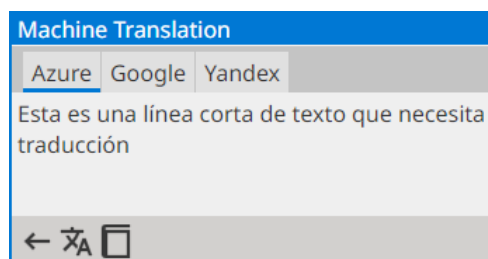 Machine Translation
Azure Google Yandex
Esta es una línea corta de texto que necesita
traducción